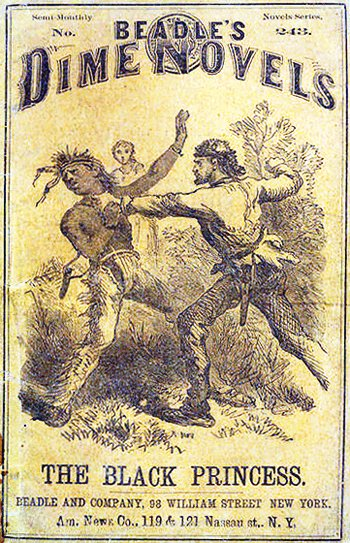 Semi-Monthly Novels Series,
No. 243.
BEADLE'S
DIME NOVELS
THE BLACK PRINCESS.
BEADLE AND COMPANY, 98 WILLIAM STREET NEW YORK.
Am. News Co., 119 & 121 Nassau st., N. Y.